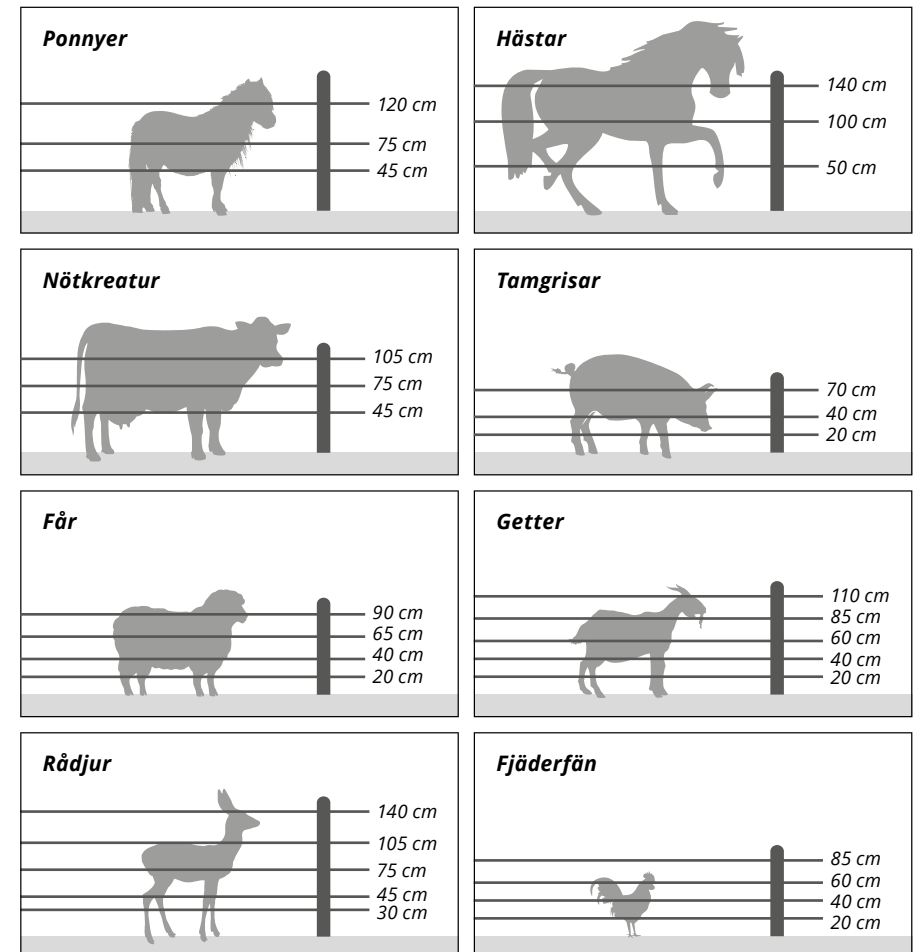 Ponnyer
120 cm
75 cm
45 cm
Hästar
140 cm
100 cm
50 cm
Nötkreatur
105 cm
75 cm
45 cm
Tamgrisar
70 cm
40 cm
20 cm
Får
90 cm
65 cm
40 cm
20 cm
Getter
110 cm
85 cm
60 cm
40 cm
20 cm
Rådjur
140 cm
105 cm
75 cm
45 cm
30 cm
Fjäderfän
85 cm
60 cm
40 cm
20 cm